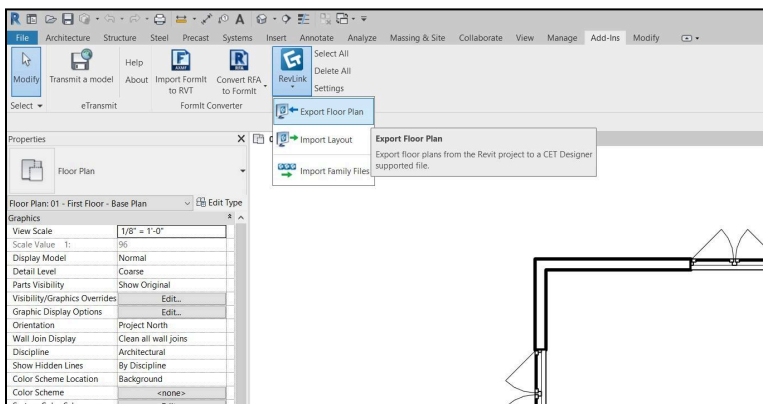 File Architecture Structure Steel Precast Systems Insert Annotate Analyze Massing & Site Collaborate View Manage Add-Ins Modify
Modify
Transmit a model
Help
About
Import FormIt
to RVT
Convert RFA
to FormIt
RevLink
Select All
Delete All
Settings
Select
eTransmit
FormIt Converter
Export Floor Plan
Import Layout
Import Family Files
Export Floor Plan
Export floor plans from the Revit project to a CET Designer
supported file.
Properties
Floor Plan
Floor Plan: 01 - First Floor - Base Plan
Edit Type
Graphics
View Scale 1/8" = 1'-0"
Scale Value 1: 96
Display Model Normal
Detail Level Coarse
Parts Visibility Show Original
Visibility/Graphics Overrides Edit...
Graphic Display Options Edit...
Orientation Project North
Wall Join Display Clean all wall joins
Discipline Architectural
Show Hidden Lines By Discipline
Color Scheme Location Background
Color Scheme <none>